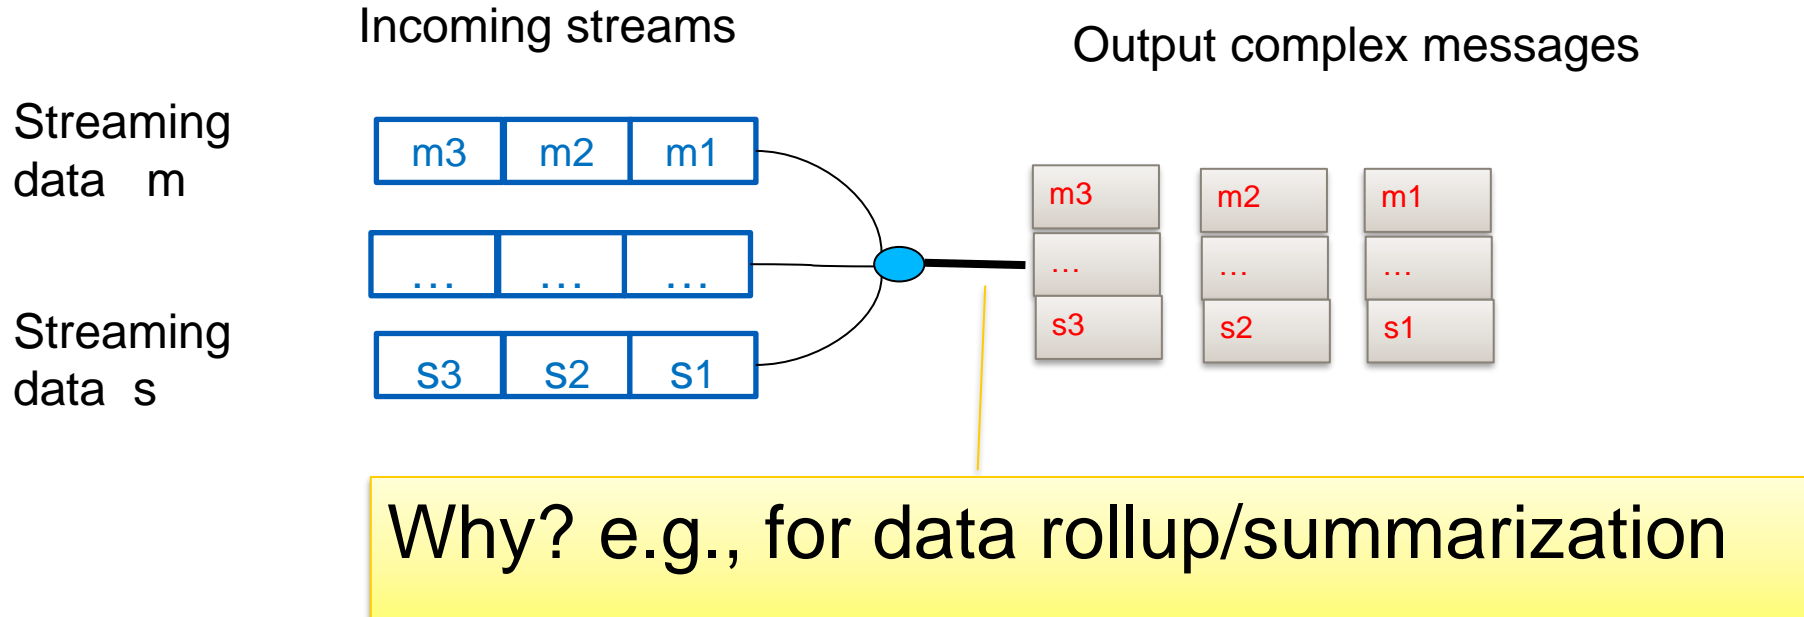 Incoming streams
Output complex messages
Streaming
data m
m3 m2 m1
... ... ...
Streaming
data s
s3 s2 s1
m3 m2 m1
... ... ...
s3 s2 s1
Why? e.g., for data rollup/summarization